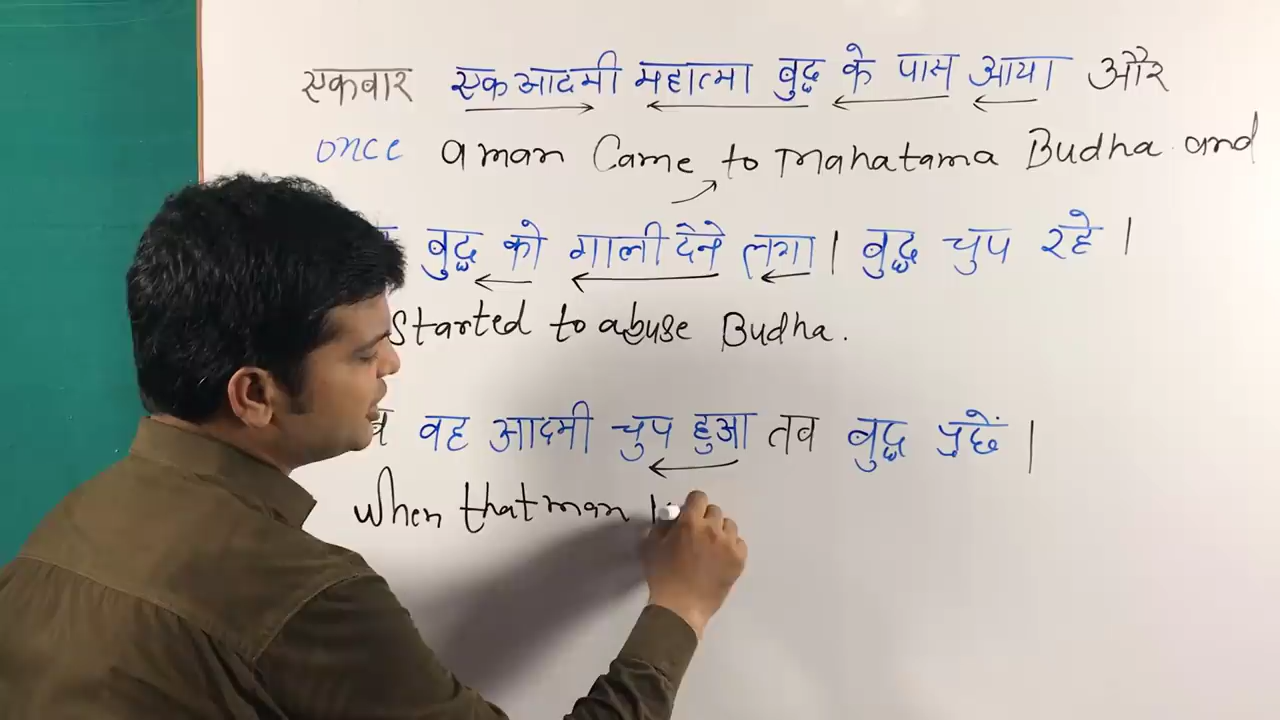 एकबार एक आदमी महात्मा बुद्ध के पास आया और
once a man Came to Mahatama Budha and
बुद्ध को गाली देने लगा। बुद्ध चुप रहे।
Started to abuse Budha.
वह आदमी चुप हुआ तब बुद्ध पुछें।
when that man